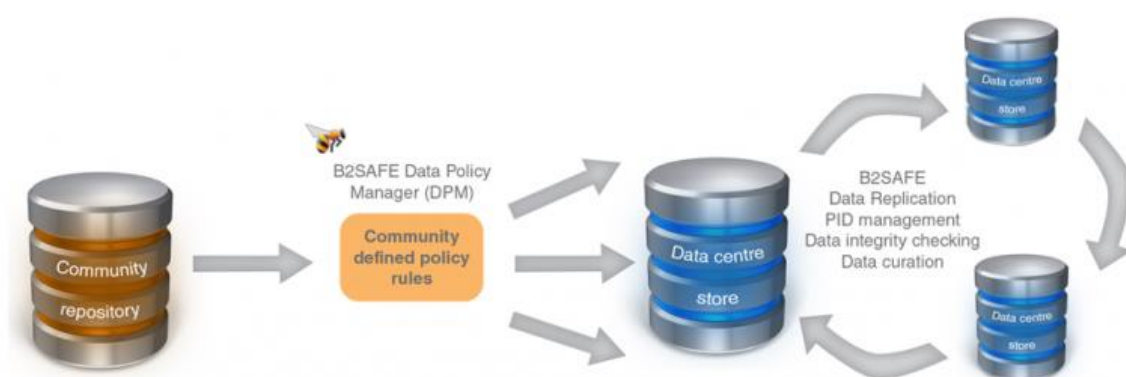 Community
repository
B2SAFE Data Policy
Manager (DPM)
Community
defined policy
rules
Data centre
store
B2SAFE
Data Replication
PID management
Data integrity checking
Data curation
Data centre
store
Data centre
store